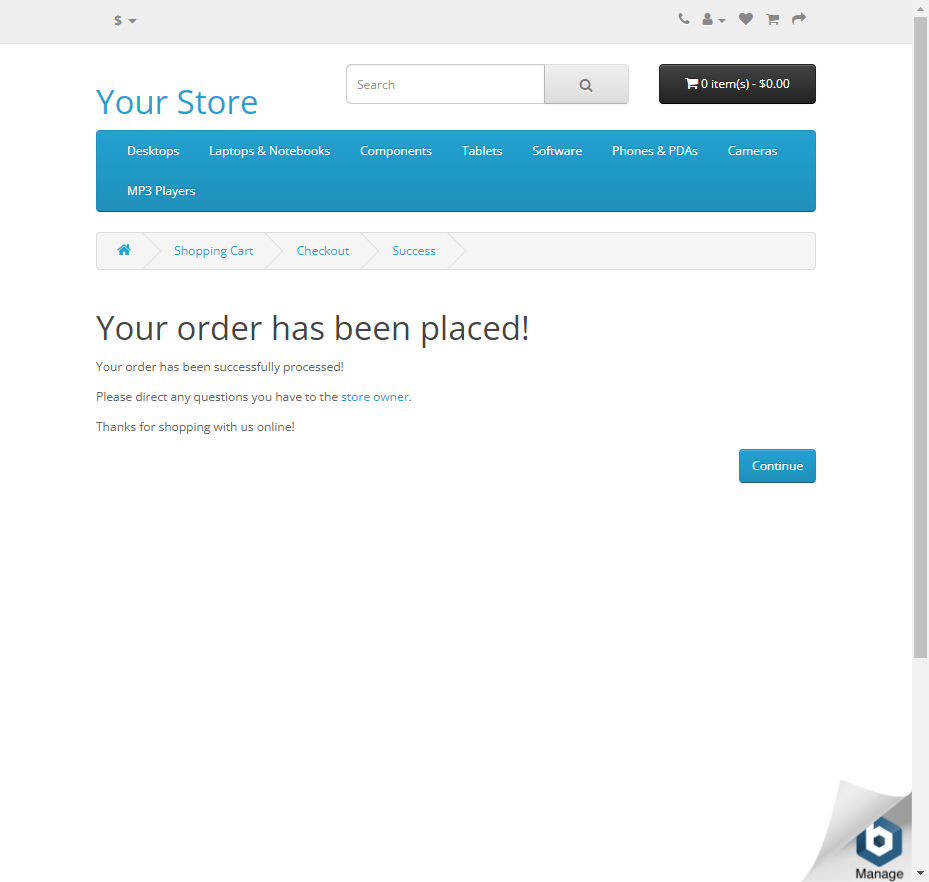 $
Search
0 item(s) - $0.00
Your Store
Desktops Laptops & Notebooks Components Tablets Software Phones & PDAs Cameras
MP3 Players
Shopping Cart Checkout Success
Your order has been placed!
Your order has been successfully processed!
Please direct any questions you have to the store owner.
Thanks for shopping with us online!
Continue
b
Manage